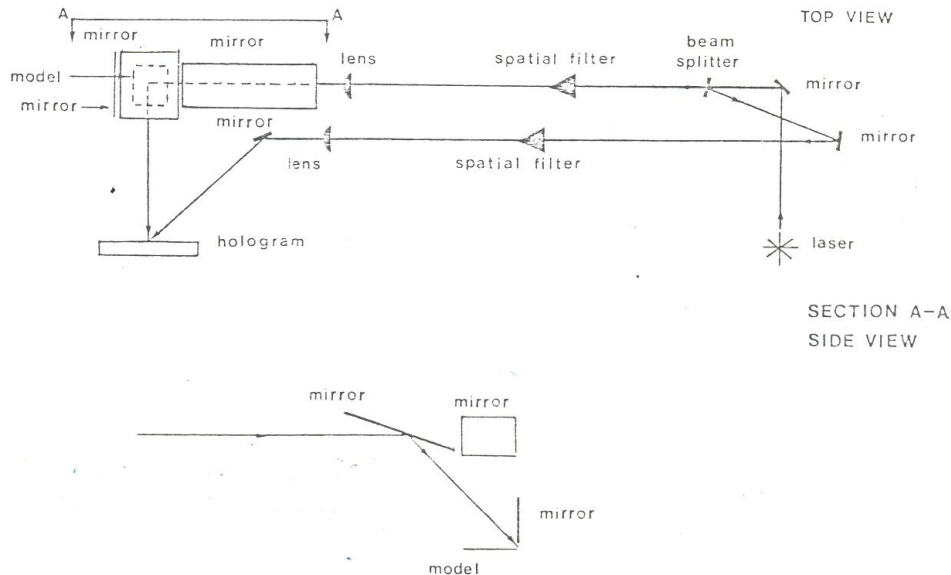 A A
TOP VIEW
mirror mirror
lens
spatial filter
beam
splitter
model
mirror
mirror
mirror
mirror
lens
spatial filter
hologram
laser
SECTION A-A
SIDE VIEW
mirror
mirror
mirror
model